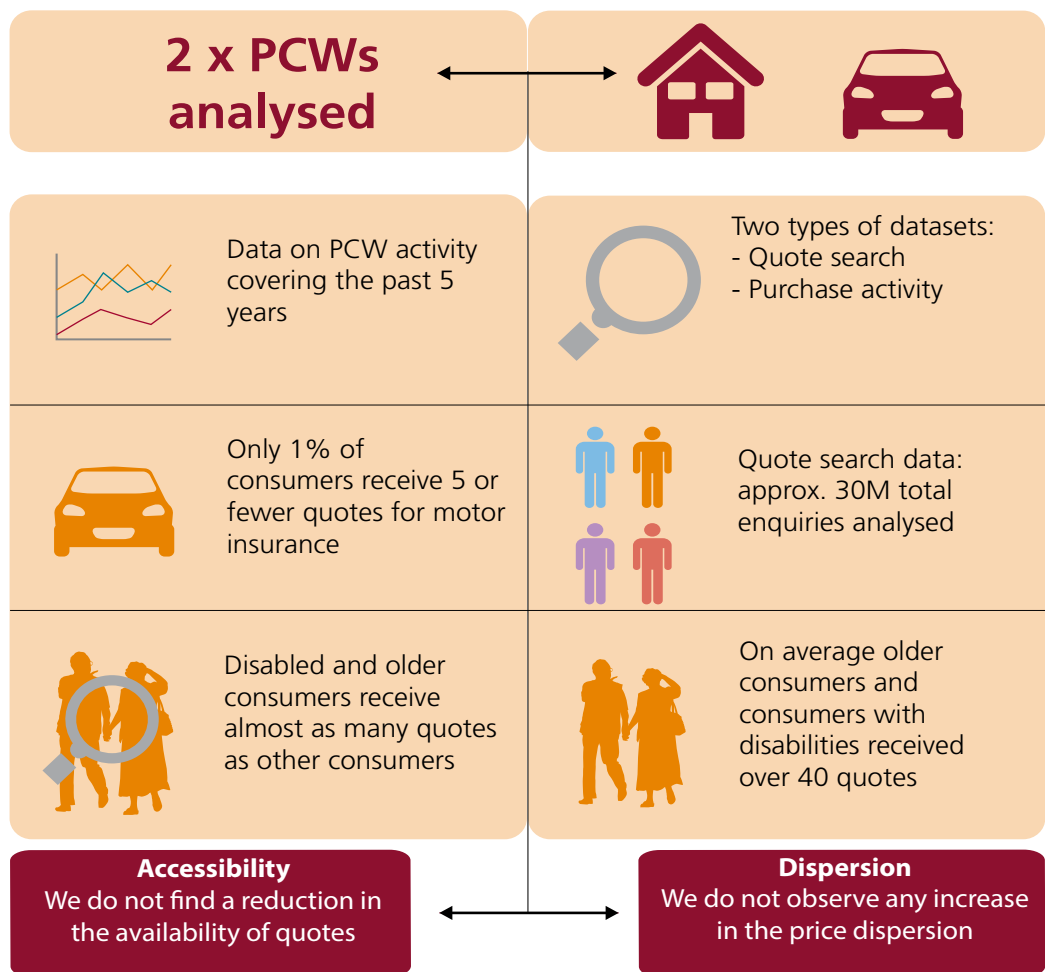 2 x PCWs
analysed
Data on PCW activity
covering the past 5
years
Two types of datasets:
- Quote search
- Purchase activity
Only 1% of
consumers receive 5 or
fewer quotes for motor
insurance
Quote search data:
approx. 30M total
enquiries analysed
Disabled and older
consumers receive
almost as many quotes
as other consumers
On average older
consumers and
consumers with
disabilities received
over 40 quotes
Accessibility
We do not find a reduction in
the availability of quotes
Dispersion
We do not observe any increase
in the price dispersion